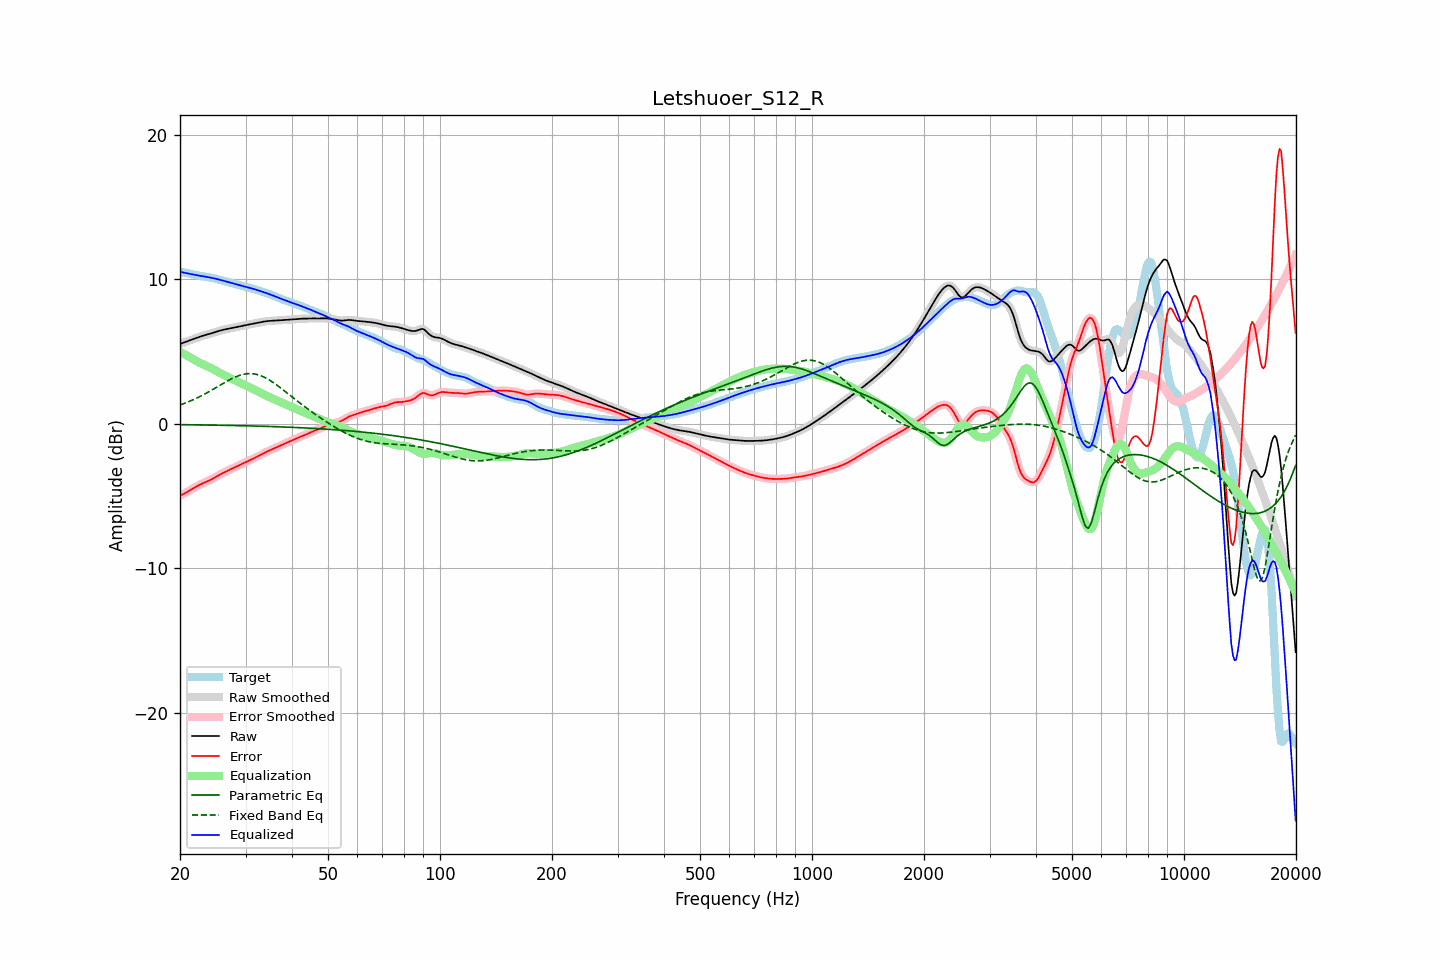 Letshuoer_S12_R
Amplitude (dBr)
20
10
0
−10
−20
Target
Raw Smoothed
Error Smoothed
Raw
Error
Equalization
Parametric Eq
Fixed Band Eq
Equalized
20 50 100 200 500 1000 2000 5000 10000 20000
Frequency (Hz)